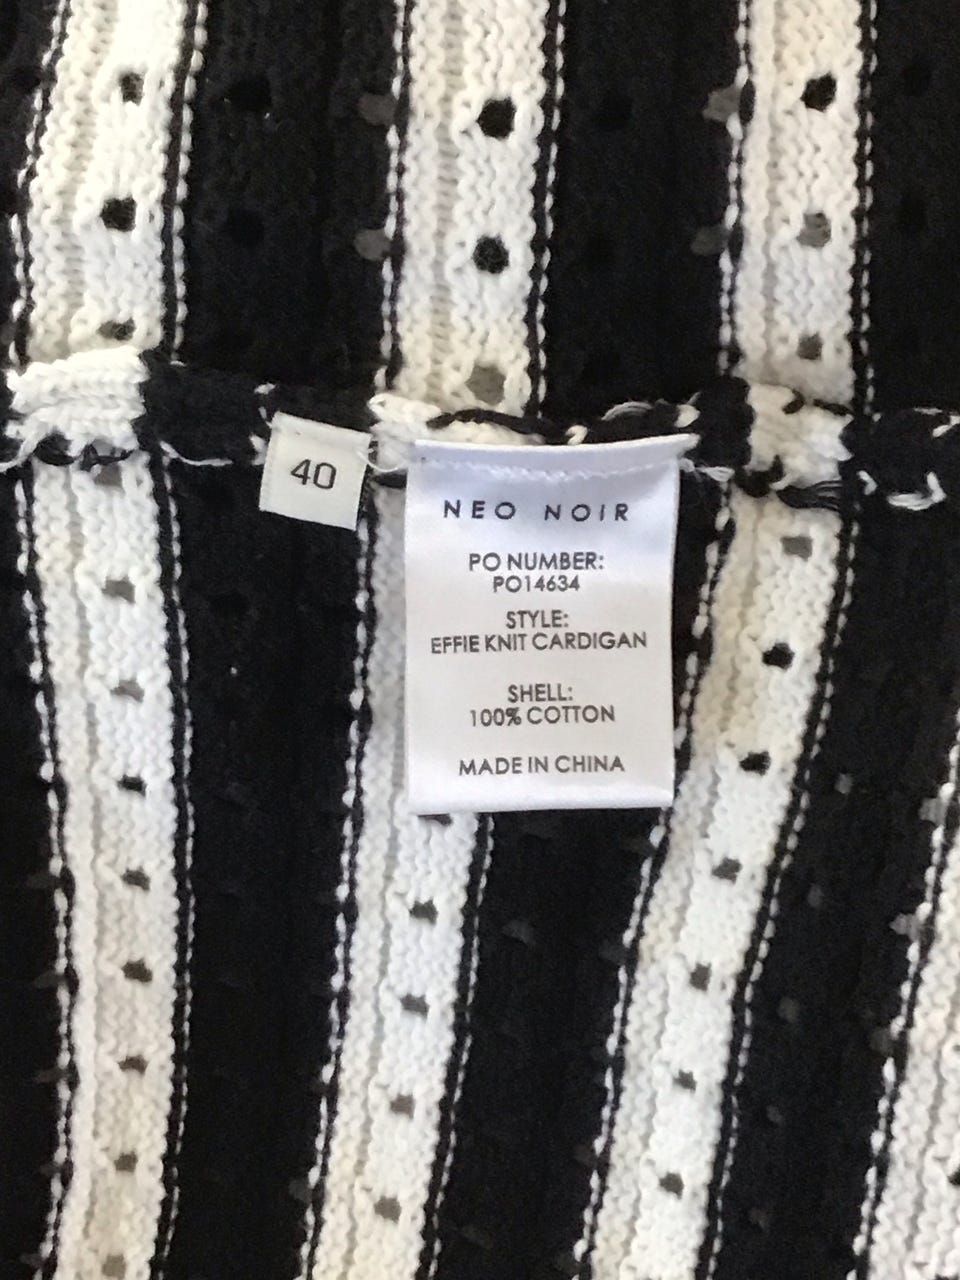 40
NEO NOIR
PO NUMBER:
PO14634
STYLE:
EFFIE KNIT CARDIGAN
SHELL:
100% COTTON
MADE IN CHINA